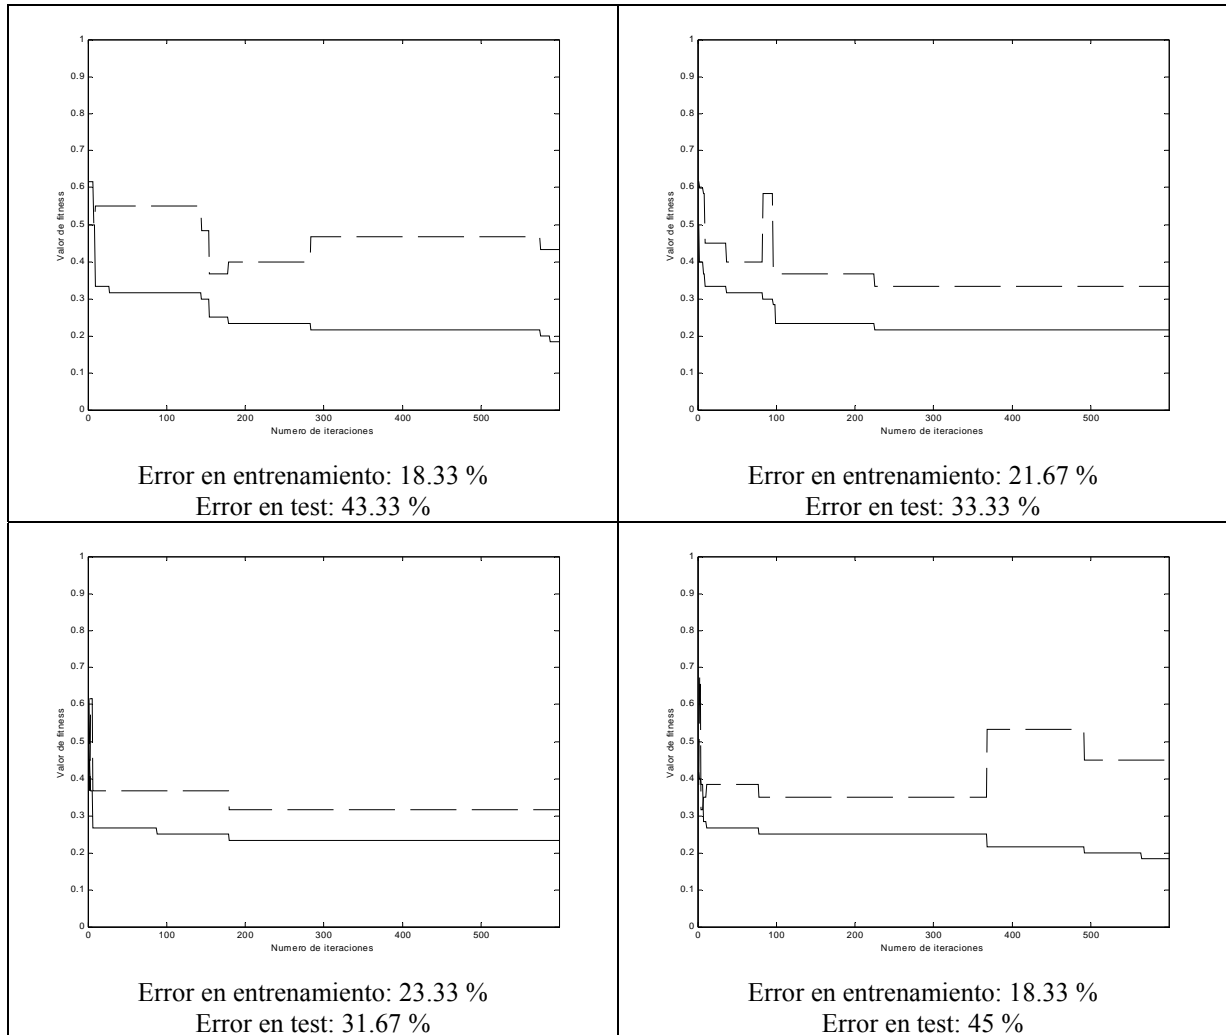 1
0.9
0.8
0.7
0.6
0.5
0.4
0.3
0.2
0.1
0
Valor de fitness
0 100 200 300 400 500
Numero de iteraciones
Error en entrenamiento: 18.33 %
Error en test: 43.33 %
1
0.9
0.8
0.7
0.6
0.5
0.4
0.3
0.2
0.1
0
Valor de fitness
0 100 200 300 400 500
Numero de iteraciones
Error en entrenamiento: 21.67 %
Error en test: 33.33 %
1
0.9
0.8
0.7
0.6
0.5
0.4
0.3
0.2
0.1
0
Valor de fitness
0 100 200 300 400 500
Numero de iteraciones
Error en entrenamiento: 23.33 %
Error en test: 31.67 %
1
0.9
0.8
0.7
0.6
0.5
0.4
0.3
0.2
0.1
0
Valor de fitness
0 100 200 300 400 500
Numero de iteraciones
Error en entrenamiento: 18.33 %
Error en test: 45 %